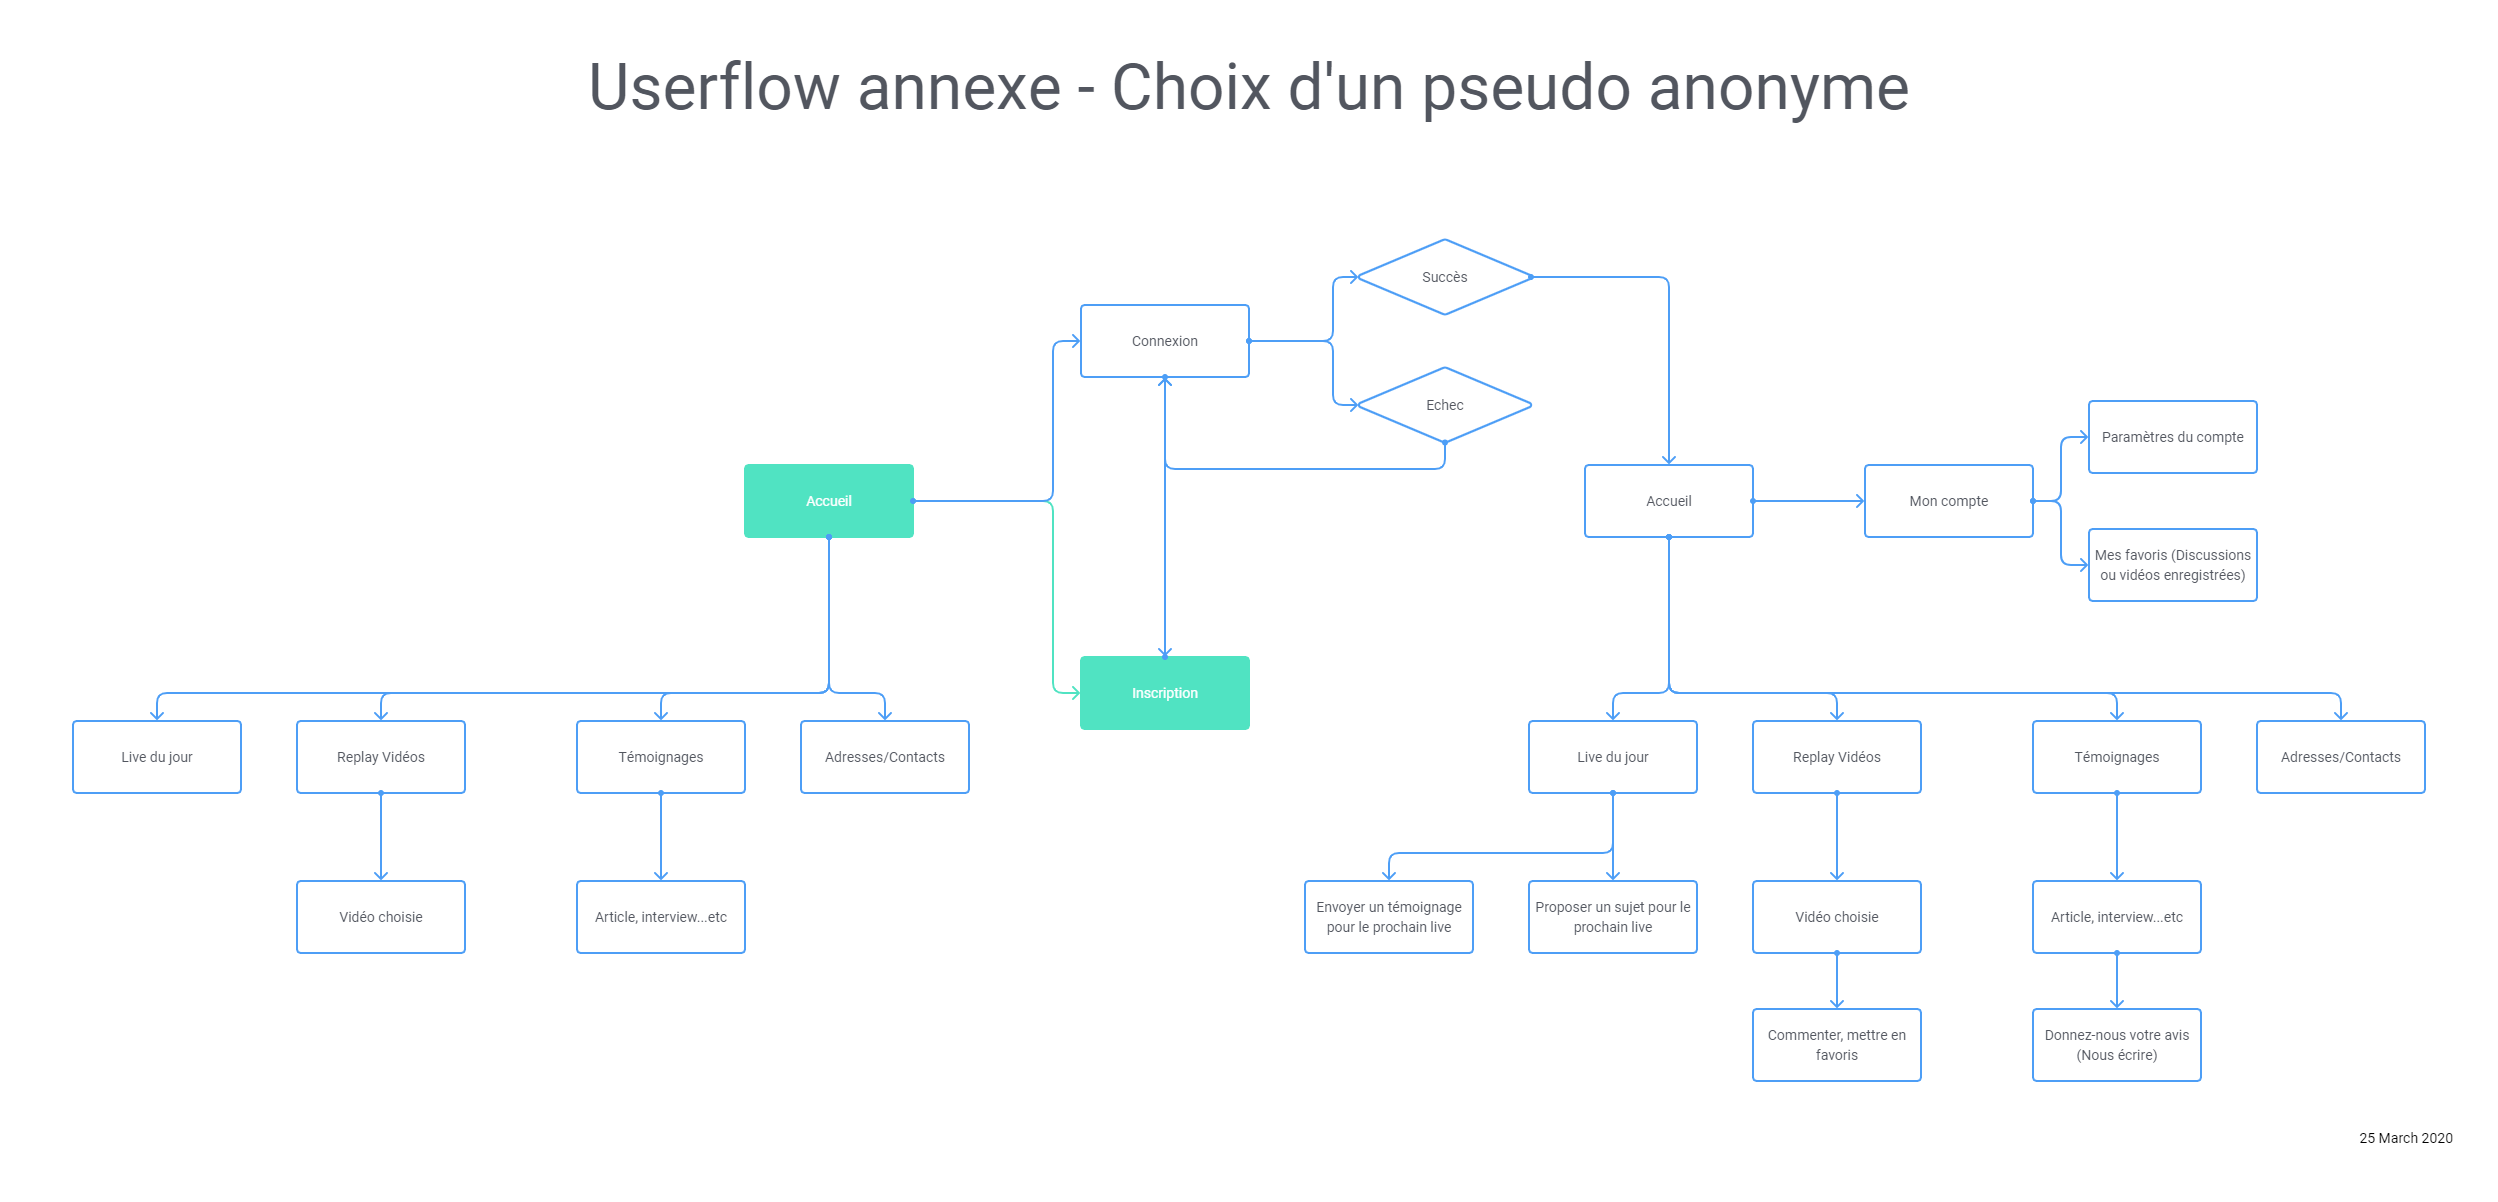 Userflow annexe - Choix d'un pseudo anonyme
Succès
Connexion
Echec
Paramètres du compte
Accueil
Accueil
Mon compte
Mes favoris (Discussions
ou vidéos enregistrées)
Inscription
Live du jour
Replay Vidéos
Témoignages
Adresses/Contacts
Live du jour
Replay Vidéos
Témoignages
Adresses/Contacts
Vidéo choisie
Article, interview...etc
Envoyer un témoignage
pour le prochain live
Proposer un sujet pour le
prochain live
Vidéo choisie
Article, interview...etc
Commenter, mettre en
favoris
Donnez-nous votre avis
(Nous écrire)
25 March 2020